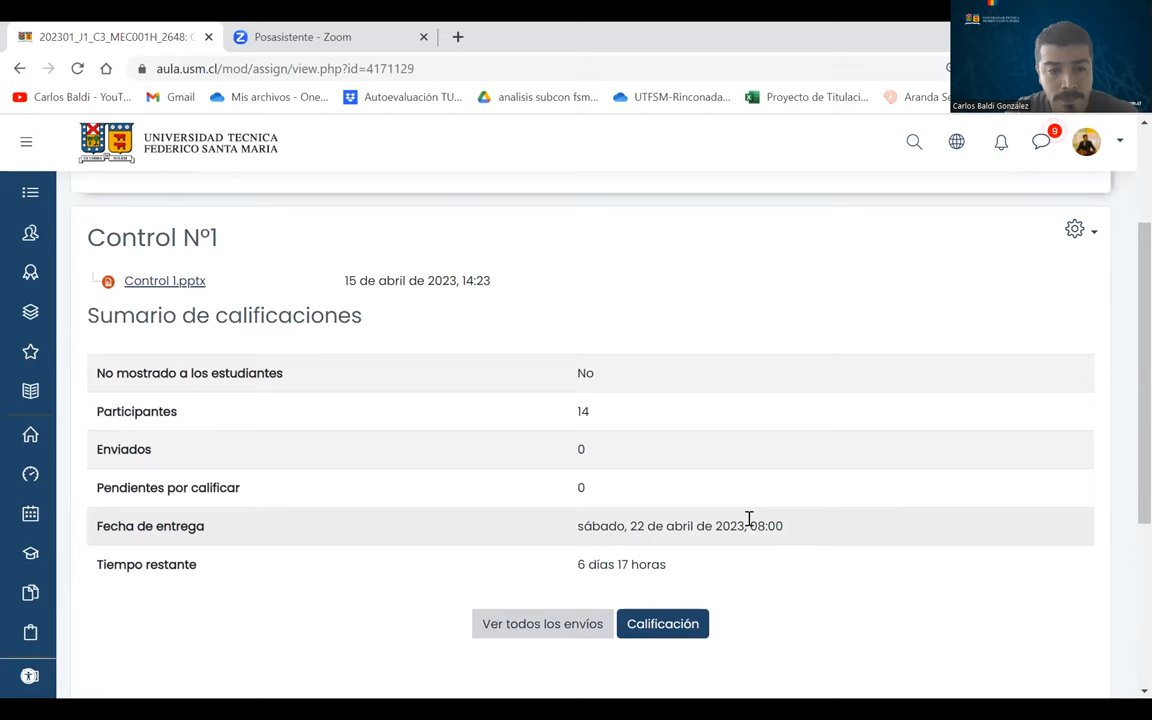 202301_J1_C3_MEC001H_2648: C
Posasistente - Zoom
aula.usm.cl/mod/assign/view.php?id=4171129
Carlos Baldi - YouT...
Gmail
Mis archivos - One...
Autoevaluación TU...
analisis subcon fsm...
UTFSM-Rinconada...
Proyecto de Titulaci...
Aranda Se
Carlos Baldi González
UNIVERSIDAD TECNICA
FEDERICO SANTA MARIA
9
Control N°1
Control 1.pptx 15 de abril de 2023, 14:23
Sumario de calificaciones
No mostrado a los estudiantes No
Participantes 14
Enviados 0
Pendientes por calificar 0
Fecha de entrega sábado, 22 de abril de 2023, 08:00
Tiempo restante 6 días 17 horas
Ver todos los envíos
Calificación